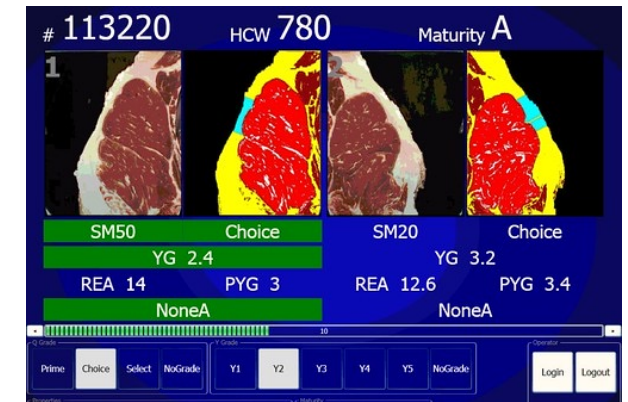 # 113220 HCW 780 Maturity A
1 2
SM50 Choice SM20 Choice
YG 2.4 YG 3.2
REA 14 PYG 3 REA 12.6 PYG 3.4
NoneA NoneA
10
Q Grade Y Grade Operator
Prime Choice Select NoGrade Y1 Y2 Y3 Y4 Y5 NoGrade Login Logout
Properties Maturity